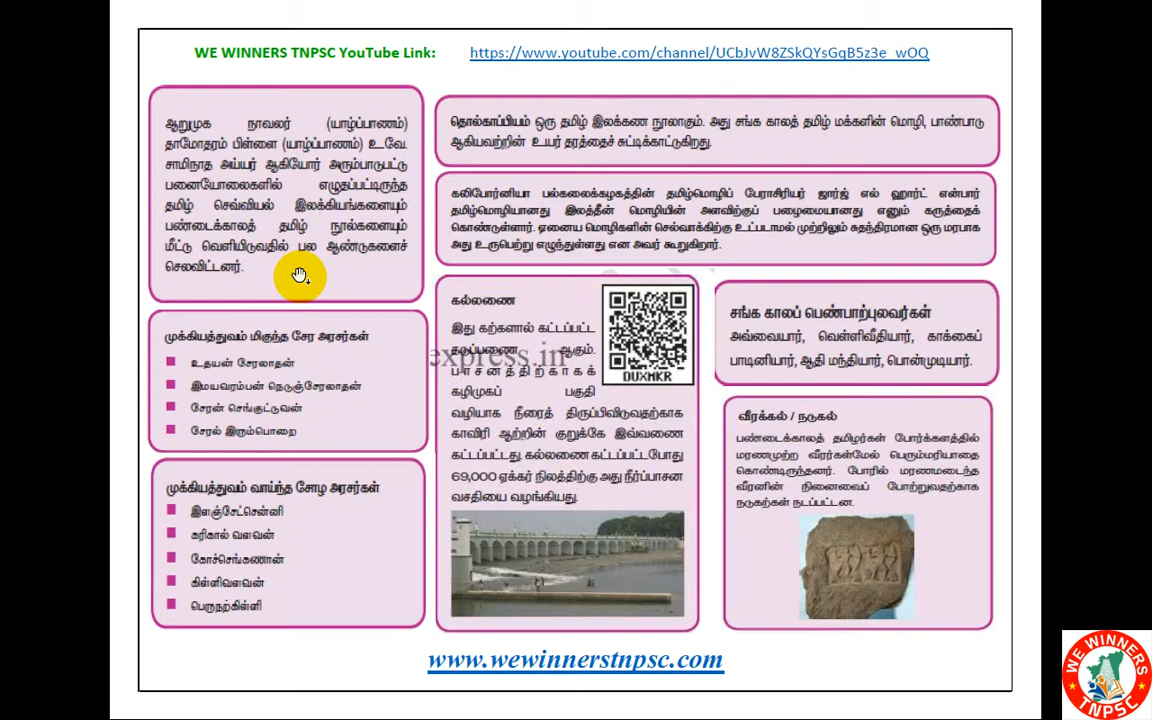 WE WINNERS TNPSC YouTube Link: https://www.youtube.com/channel/UCbJvW8ZSkQYsGqB5z3e_wOQ
ஆறுமுக நாவலர் (யாழ்ப்பாணம்)
தாமோதரம் பிள்ளை (யாழ்ப்பாணம்) உ.வே.
சாமிநாத அய்யர் ஆகியோர் அரும்பாடுபட்டு
பனையோலைகளில் எழுதப்பட்டிருந்த
தமிழ் செவ்வியல் இலக்கியங்களையும்
பண்டைக்காலத் தமிழ் நூல்களையும்
மீட்டு வெளியிடுவதில் பல ஆண்டுகளைச்
செலவிட்டனர்.
முக்கியத்துவம் மிகுந்த சேர அரசர்கள்
உதயன் சேரலாதன்
இமயவரம்பன் நெடுஞ்சேரலாதன்
சேரன் செங்குட்டுவன்
சேரல் இரும்பொறை
முக்கியத்துவம் வாய்ந்த சோழ அரசர்கள்
இளஞ்சேட்சென்னி
கரிகால் வளவன்
கோச்செங்கணான்
கிள்ளிவளவன்
பெருநற்கிள்ளி
தொல்காப்பியம் ஒரு தமிழ் இலக்கண நூலாகும். அது சங்க காலத் தமிழ் மக்களின் மொழி, பாண்பாடு
ஆகியவற்றின் உயர் தரத்தைச் சுட்டிக்காட்டுகிறது.
கலிபோர்னியா பல்கலைக்கழகத்தின் தமிழ்மொழிப் பேராசிரியர் ஜார்ஜ் எல் ஹார்ட் என்பார்
தமிழ்மொழியானது இலத்தீன் மொழியின் அளவிற்குப் பழைமையானது எனும் கருத்தைக்
கொண்டுள்ளார். ஏனைய மொழிகளின் செல்வாக்கிற்கு உட்படாமல் முற்றிலும் சுதந்திரமான ஒரு மரபாக
அது உருபெற்று எழுந்துள்ளது என அவர் கூறுகிறார்.
கல்லணை
இது கற்களால் கட்டப்பட்ட
தடுப்பணை ஆகும்.
பாசனத்திற்காகக்
கழிமுகப் பகுதி
வழியாக நீரைத் திருப்பிவிடுவதற்காக
காவிரி ஆற்றின் குறுக்கே இவ்வணை
கட்டப்பட்டது. கல்லணை கட்டப்பட்டபோது
69,000 ஏக்கர் நிலத்திற்கு அது நீர்ப்பாசன
வசதியை வழங்கியது.
DUXMKR
express.in
சங்க காலப் பெண்பாற்புலவர்கள்
அவ்வையார், வெள்ளிவீதியார், காக்கைப்
பாடினியார், ஆதி மந்தியார், பொன்முடியார்.
வீரக்கல் / நடுகல்
பண்டைக்காலத் தமிழர்கள் போர்க்களத்தில்
மரணமுற்ற வீரர்கள்மேல் பெரும்மரியாதை
கொண்டிருந்தனர். போரில் மரணமடைந்த
வீரனின் நினைவைப் போற்றுவதற்காக
நடுகற்கள் நடப்பட்டன.
www.wewinnerstnpsc.com
WE WINNERS
TNPSC